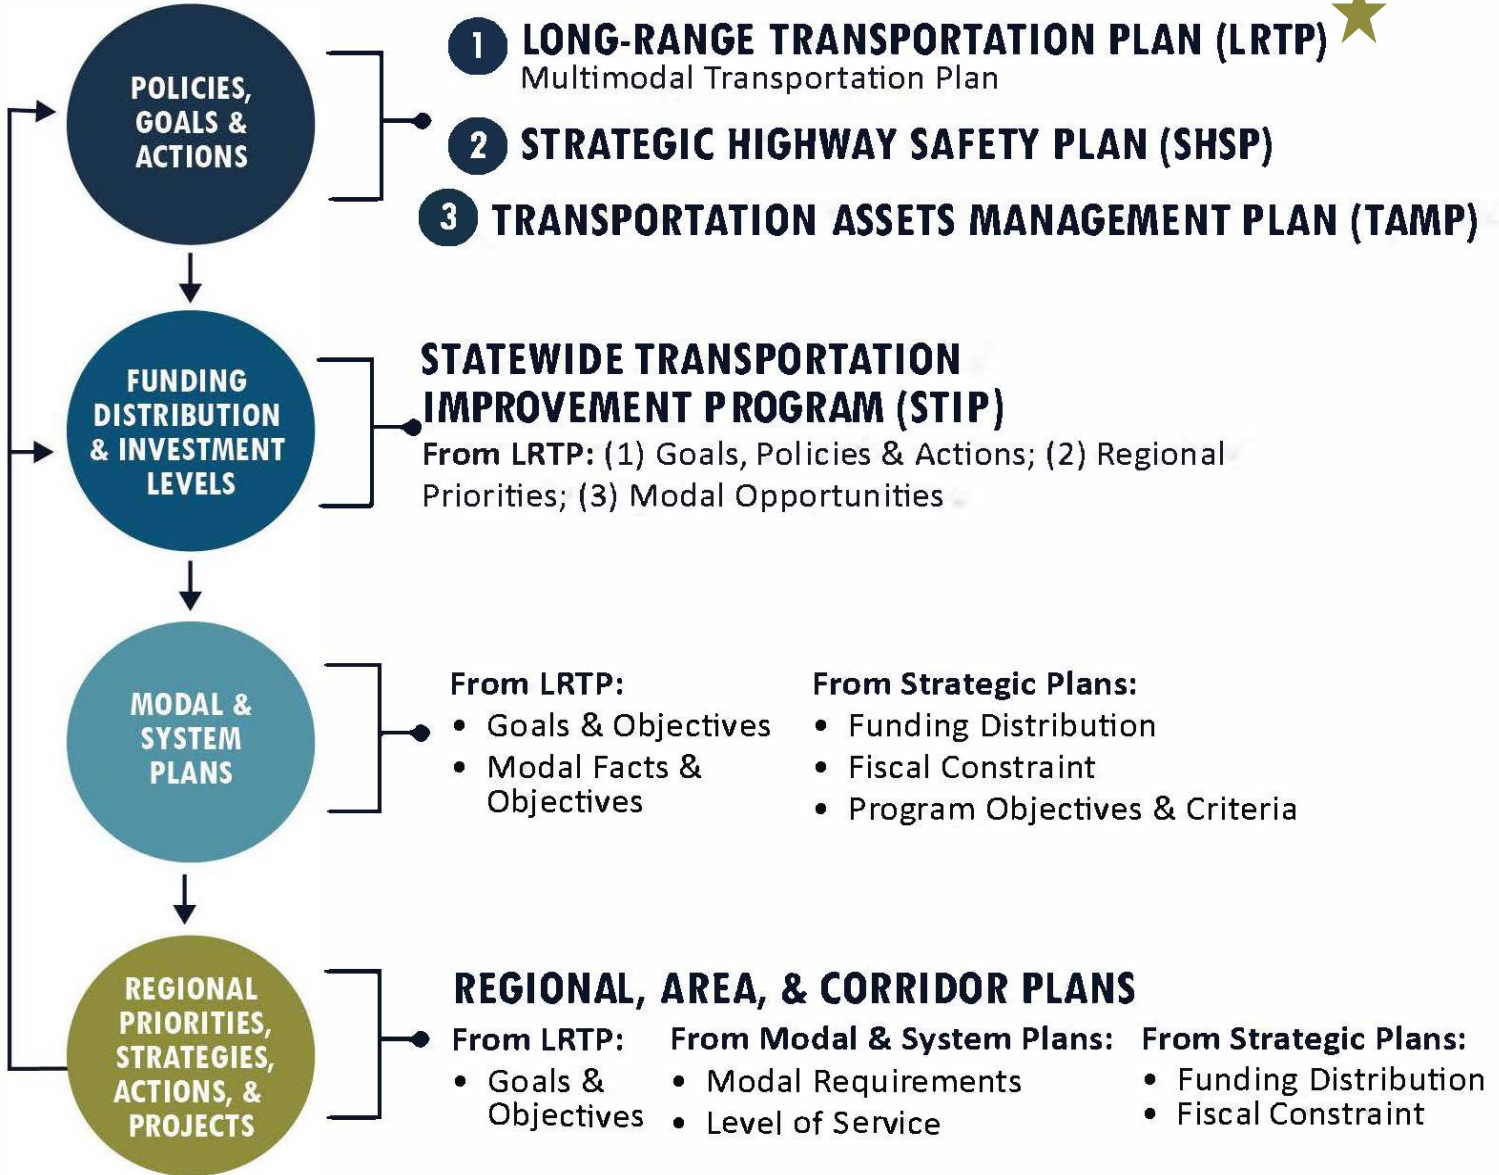 POLICIES,
GOALS &
ACTIONS
1 LONG-RANGE TRANSPORTATION PLAN (LRTP)
Multimodal Transportation Plan
2 STRATEGIC HIGHWAY SAFETY PLAN (SHSP)
3 TRANSPORTATION ASSETS MANAGEMENT PLAN (TAMP)
FUNDING
DISTRIBUTION
& INVESTMENT
LEVELS
STATEWIDE TRANSPORTATION
IMPROVEMENT PROGRAM (STIP)
From LRTP: (1) Goals, Policies & Actions; (2) Regional
Priorities; (3) Modal Opportunities
MODAL &
SYSTEM
PLANS
From LRTP:
• Goals & Objectives
• Modal Facts &
Objectives
From Strategic Plans:
• Funding Distribution
• Fiscal Constraint
• Program Objectives & Criteria
REGIONAL
PRIORITIES,
STRATEGIES,
ACTIONS, &
PROJECTS
REGIONAL, AREA, & CORRIDOR PLANS
From LRTP:
• Goals &
Objectives
From Modal & System Plans:
• Modal Requirements
• Level of Service
From Strategic Plans:
• Funding Distribution
• Fiscal Constraint